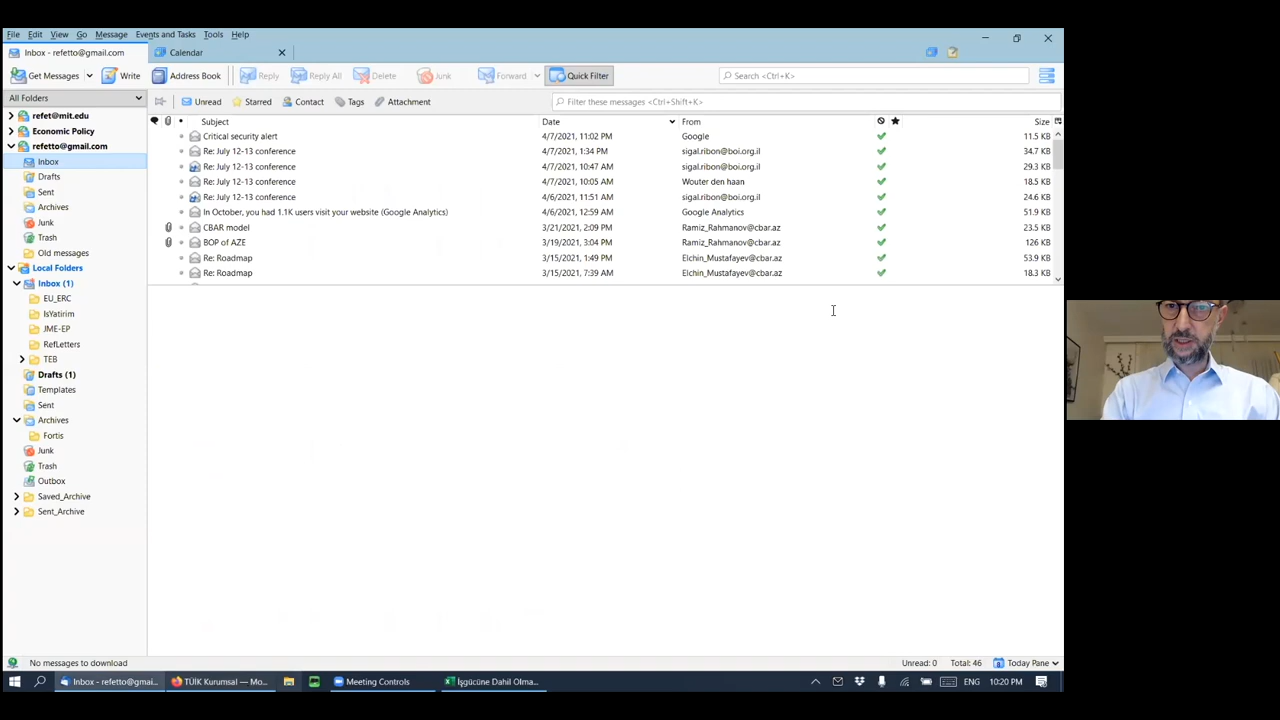 File Edit View Go Message Events and Tasks Tools Help
Inbox - refetto@gmail.com Calendar
Get Messages Write Address Book Reply Reply All Delete Junk Forward Quick Filter Search <Ctrl+K>
All Folders Unread Starred Contact Tags Attachment Filter these messages <Ctrl+Shift+K>
refet@mit.edu
Economic Policy
refetto@gmail.com
Inbox
Drafts
Sent
Archives
Junk
Trash
Old messages
Local Folders
Inbox (1)
EU_ERC
IsYatirim
JME-EP
RefLetters
TEB
Drafts (1)
Templates
Sent
Archives
Fortis
Junk
Trash
Outbox
Saved_Archive
Sent_Archive
Subject Date From Size
Critical security alert 4/7/2021, 11:02 PM Google 11.5 KB
Re: July 12-13 conference 4/7/2021, 1:34 PM sigal.ribon@boi.org.il 34.7 KB
Re: July 12-13 conference 4/7/2021, 10:47 AM sigal.ribon@boi.org.il 29.3 KB
Re: July 12-13 conference 4/7/2021, 10:05 AM Wouter den haan 18.5 KB
Re: July 12-13 conference 4/6/2021, 11:51 AM sigal.ribon@boi.org.il 24.6 KB
In October, you had 1.1K users visit your website (Google Analytics) 4/6/2021, 12:59 AM Google Analytics 51.9 KB
CBAR model 3/21/2021, 2:09 PM Ramiz_Rahmanov@cbar.az 23.5 KB
BOP of AZE 3/19/2021, 3:04 PM Ramiz_Rahmanov@cbar.az 126 KB
Re: Roadmap 3/15/2021, 1:49 PM Elchin_Mustafayev@cbar.az 53.9 KB
Re: Roadmap 3/15/2021, 7:39 AM Elchin_Mustafayev@cbar.az 18.3 KB
No messages to download Unread: 0 Total: 46 Today Pane
Inbox - refetto@gmai... TÜİK Kurumsal — Mo... Meeting Controls İşgücüne Dahil Olma... ENG 10:20 PM